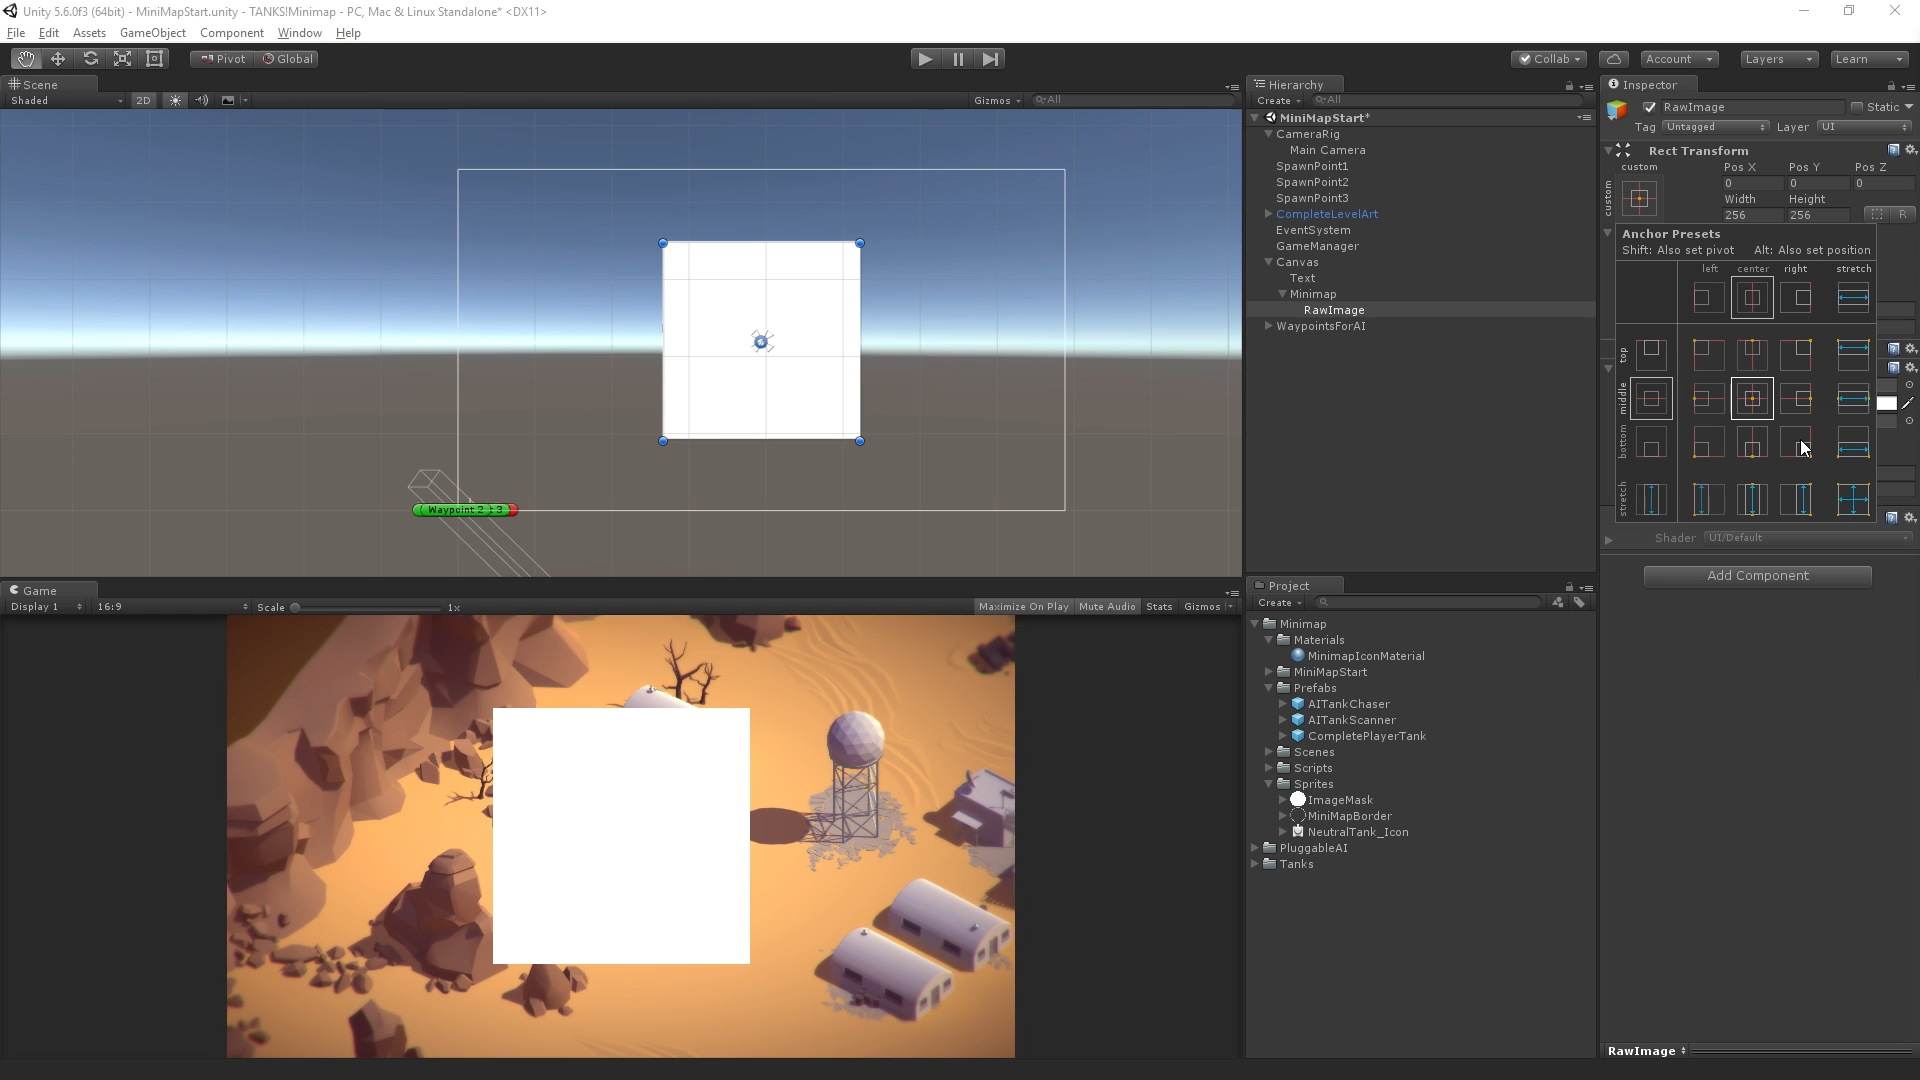 Unity 5.6.0f3 (64bit) - MiniMapStart.unity - TANKS!Minimap - PC, Mac & Linux Standalone* <DX11>
File Edit Assets GameObject Component Window Help
Pivot Global Collab Account Layers Learn
Scene
Shaded 2D Gizmos All
Waypoint 2 : 3
Game
Display 1 16:9 Scale 1x Maximize On Play Mute Audio Stats Gizmos
Hierarchy
Create All
MiniMapStart*
CameraRig
Main Camera
SpawnPoint1
SpawnPoint2
SpawnPoint3
CompleteLevelArt
EventSystem
GameManager
Canvas
Text
Minimap
RawImage
WaypointsForAI
Project
Create
Minimap
Materials
MinimapIconMaterial
MiniMapStart
Prefabs
AITankChaser
AITankScanner
CompletePlayerTank
Scenes
Scripts
Sprites
ImageMask
MiniMapBorder
NeutralTank_Icon
PluggableAI
Tanks
Inspector
RawImage Static
Tag Untagged Layer UI
Rect Transform
custom Pos X Pos Y Pos Z
custom
0 0 0
Width Height
256 256 R
Anchor Presets
Shift: Also set pivot Alt: Also set position
left center right stretch
top
middle
bottom
stretch
Shader UI/Default
Add Component
RawImage